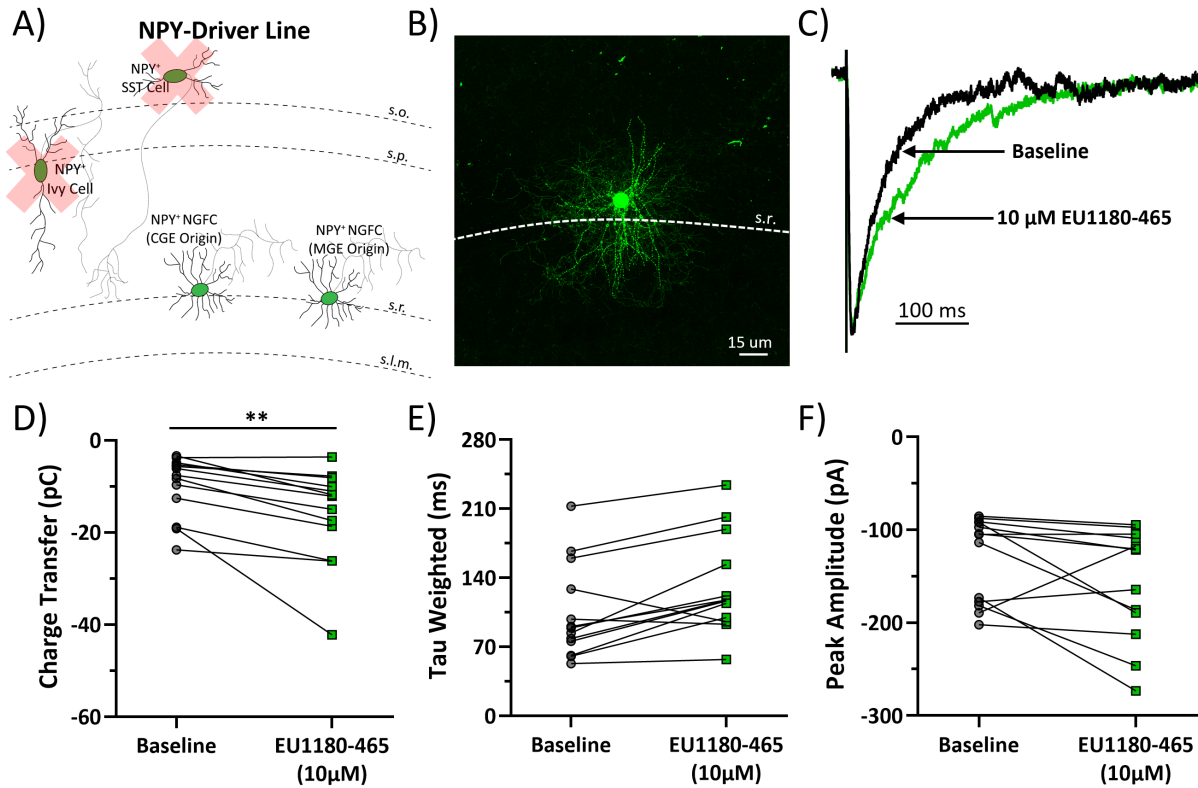 A)
NPY-Driver Line
NPY⁺
SST Cell
s.o.
s.p.
NPY⁺
Ivy Cell
NPY⁺ NGFC
(CGE Origin)
NPY⁺ NGFC
(MGE Origin)
s.r.
s.l.m.
B)
s.r.
15 um
C)
Baseline
10 µM EU1180-465
100 ms
D)
**
Charge Transfer (pC)
0
-20
-40
-60
Baseline
EU1180-465
(10µM)
E)
Tau Weighted (ms)
280
210
140
70
0
Baseline
EU1180-465
(10µM)
F)
Peak Amplitude (pA)
0
-100
-200
-300
Baseline
EU1180-465
(10µM)